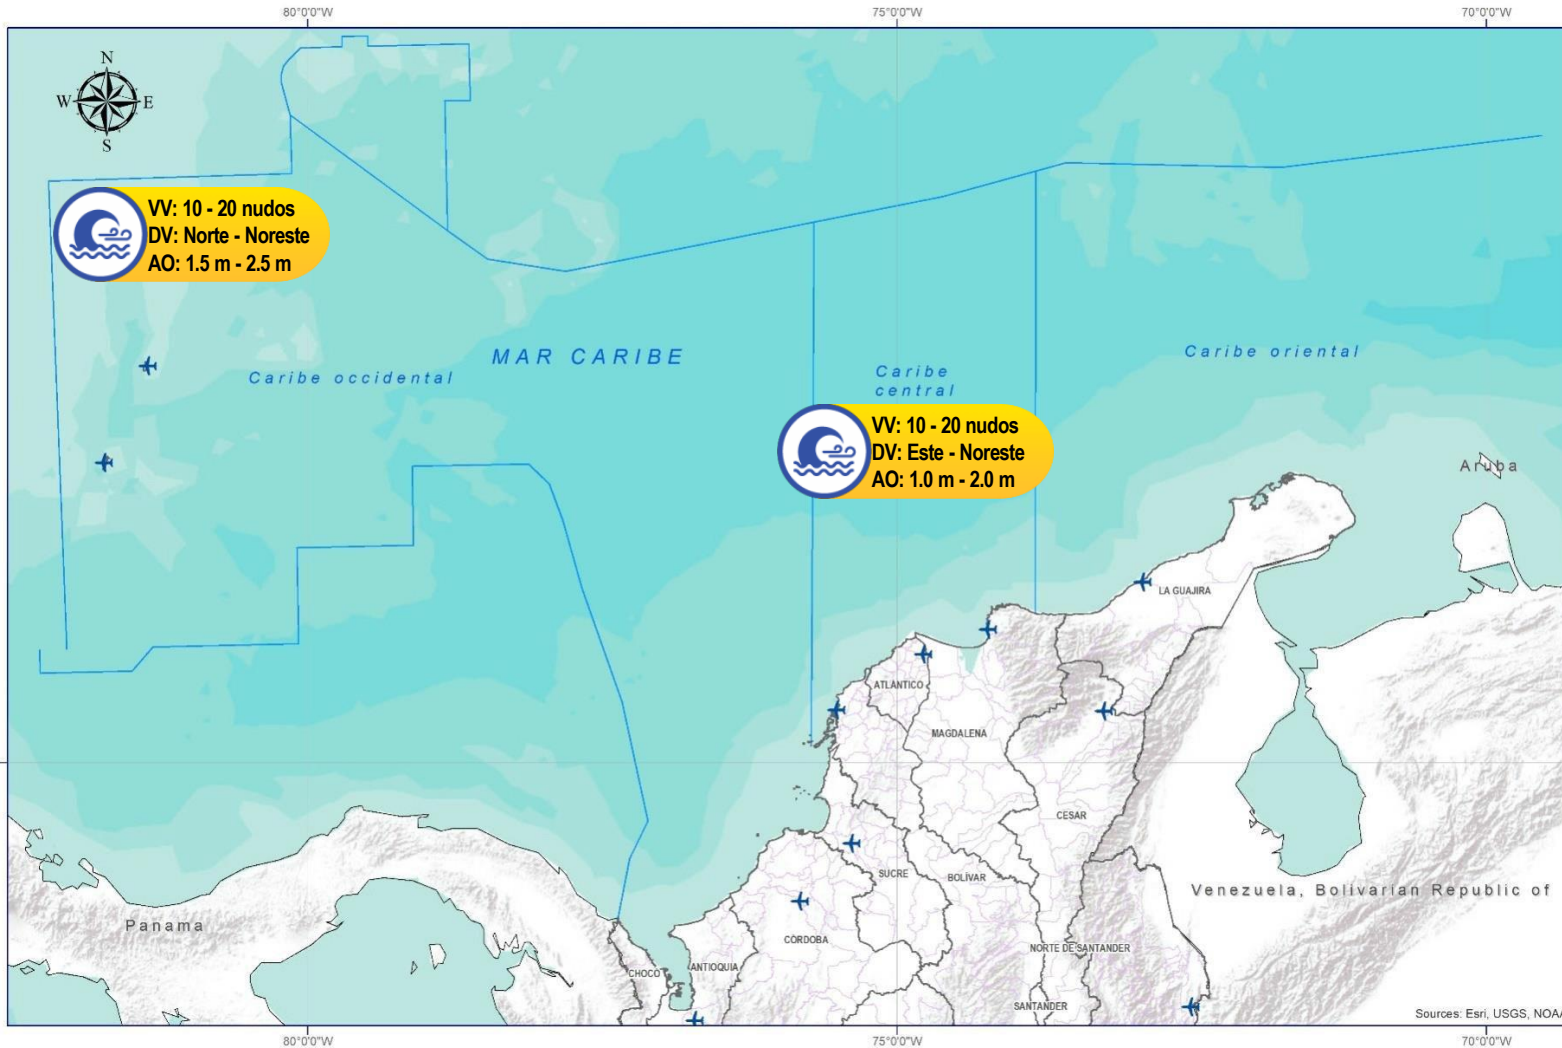 80°0'0"W
75°0'0"W
70°0'0"W
N
W
E
S
VV: 10 - 20 nudos
DV: Norte - Noreste
AO: 1.5 m - 2.5 m
MAR CARIBE
Caribe occidental
Caribe
central
Caribe oriental
VV: 10 - 20 nudos
DV: Este - Noreste
AO: 1.0 m - 2.0 m
Aruba
LA GUAJIRA
ATLANTICO
MAGDALENA
CESAR
SUCRE
BOLÍVAR
Venezuela, Bolivarian Republic of
Panama
CÓRDOBA
NORTE DE SANTANDER
CHOCO
ANTIOQUIA
SANTANDER
Sources: Esri, USGS, NOAA
80°0'0"W
75°0'0"W
70°0'0"W